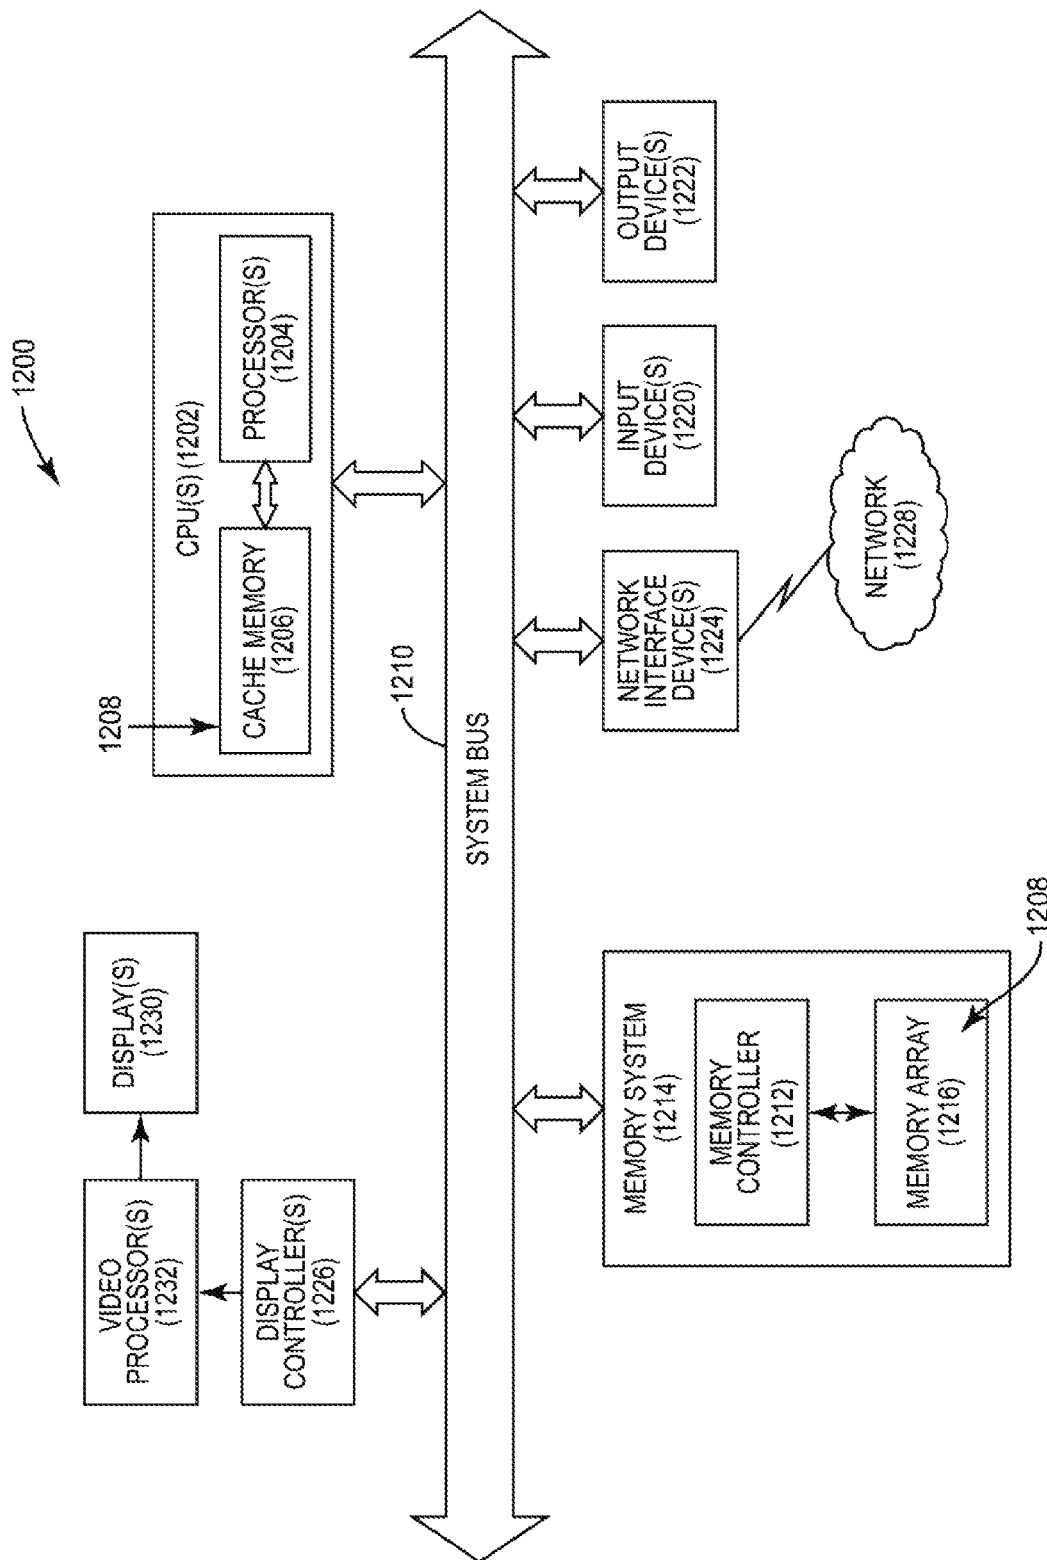 1200
VIDEO
PROCESSOR(S)
(1232)
DISPLAY(S)
(1230)
DISPLAY
CONTROLLER(S)
(1226)
1208
CPU(S) (1202)
CACHE MEMORY
(1206)
PROCESSOR(S)
(1204)
1210
SYSTEM BUS
MEMORY SYSTEM
(1214)
MEMORY
CONTROLLER
(1212)
MEMORY ARRAY
(1216)
1208
NETWORK
INTERFACE
DEVICE(S)
(1224)
INPUT
DEVICE(S)
(1220)
OUTPUT
DEVICE(S)
(1222)
NETWORK
(1228)